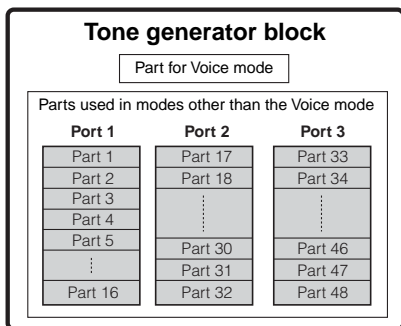 Tone generator block
Part for Voice mode
Parts used in modes other than the Voice mode
Port 1
Part 1
Part 2
Part 3
Part 4
Part 5
Part 16
Port 2
Part 17
Part 18
Part 30
Part 31
Part 32
Port 3
Part 33
Part 34
Part 46
Part 47
Part 48